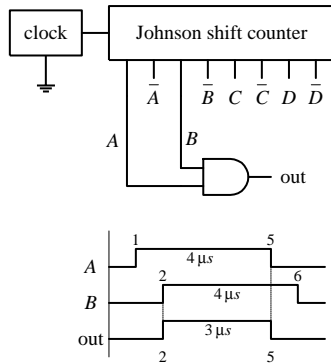 clock
Johnson shift counter
A̅ B̅ C C̅ D D̅
A
B
out
1 5
A 4 μs
2 6
B 4 μs
out 3 μs
2 5